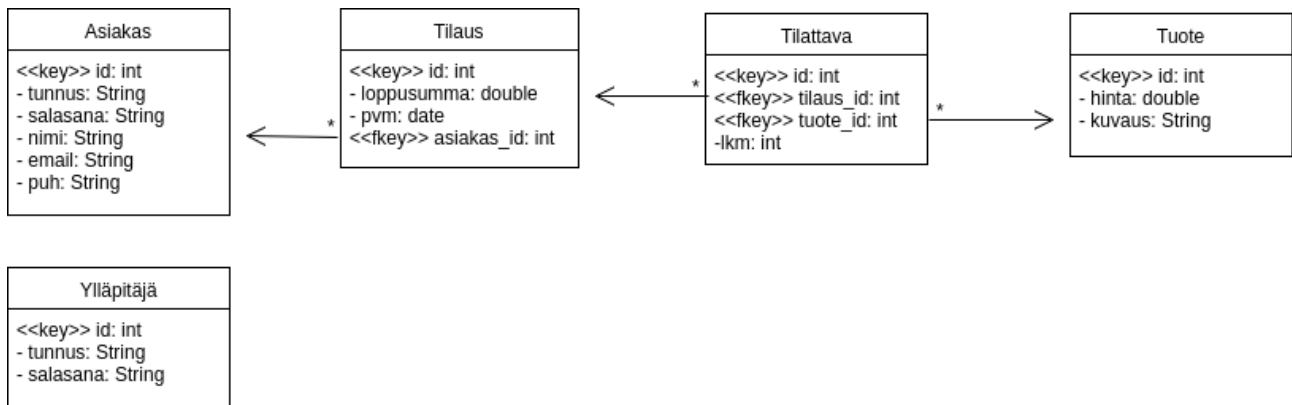 Asiakas
<<key>> id: int
- tunnus: String
- salasana: String
- nimi: String
- email: String
- puh: String
*
Tilaus
<<key>> id: int
- loppusumma: double
- pvm: date
<<fkey>> asiakas_id: int
*
Tilattava
<<key>> id: int
<<fkey>> tilaus_id: int
<<fkey>> tuote_id: int
-lkm: int
*
Tuote
<<key>> id: int
- hinta: double
- kuvaus: String
Ylläpitäjä
<<key>> id: int
- tunnus: String
- salasana: String